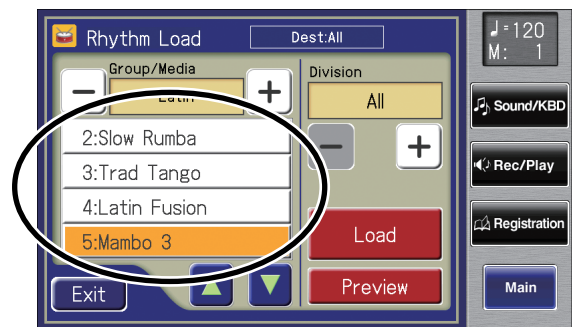 Rhythm Load
Dest:All
♩=120
M: 1
Group/Media
Latin
Division
All
2:Slow Rumba
3:Trad Tango
4:Latin Fusion
5:Mambo 3
Load
Preview
Exit
Sound/KBD
Rec/Play
Registration
Main